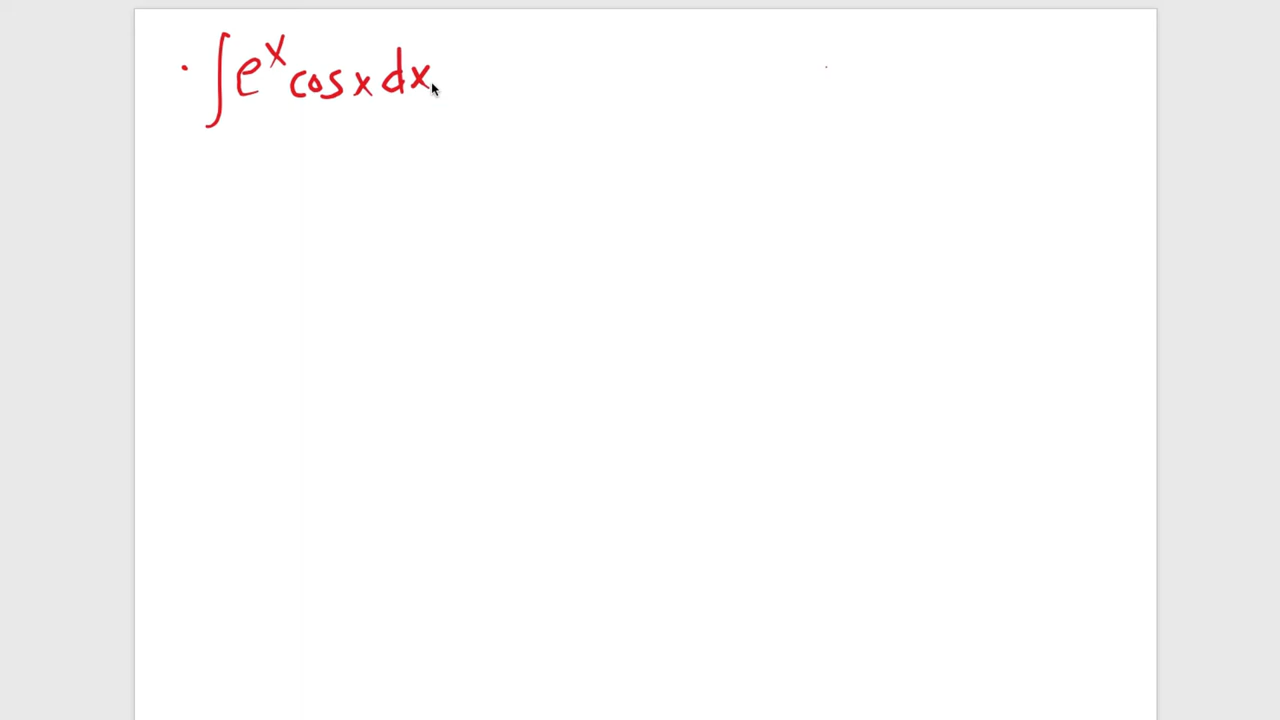 · ∫ e^x cos x dx